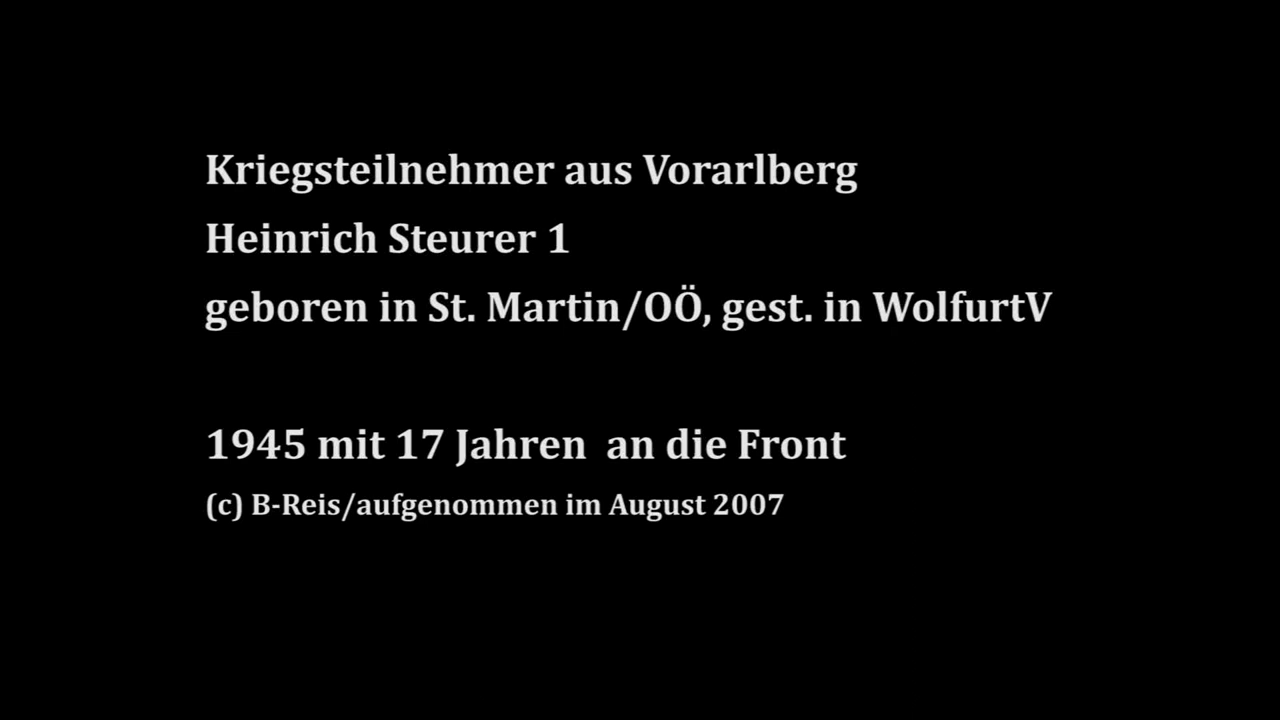 Kriegsteilnehmer aus Vorarlberg
Heinrich Steurer 1
geboren in St. Martin/OÖ, gest. in WolfurtV
1945 mit 17 Jahren  an die Front
(c) B-Reis/aufgenommen im August 2007